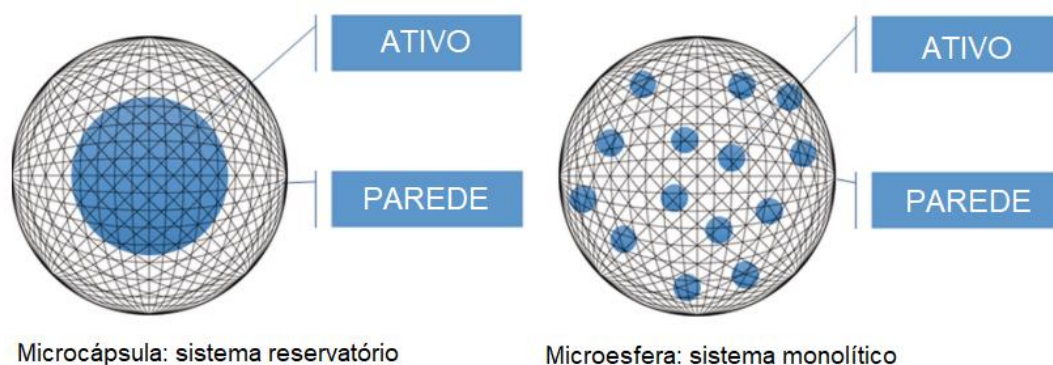 ATIVO
PAREDE
Microcápsula: sistema reservatório
ATIVO
PAREDE
Microesfera: sistema monolítico